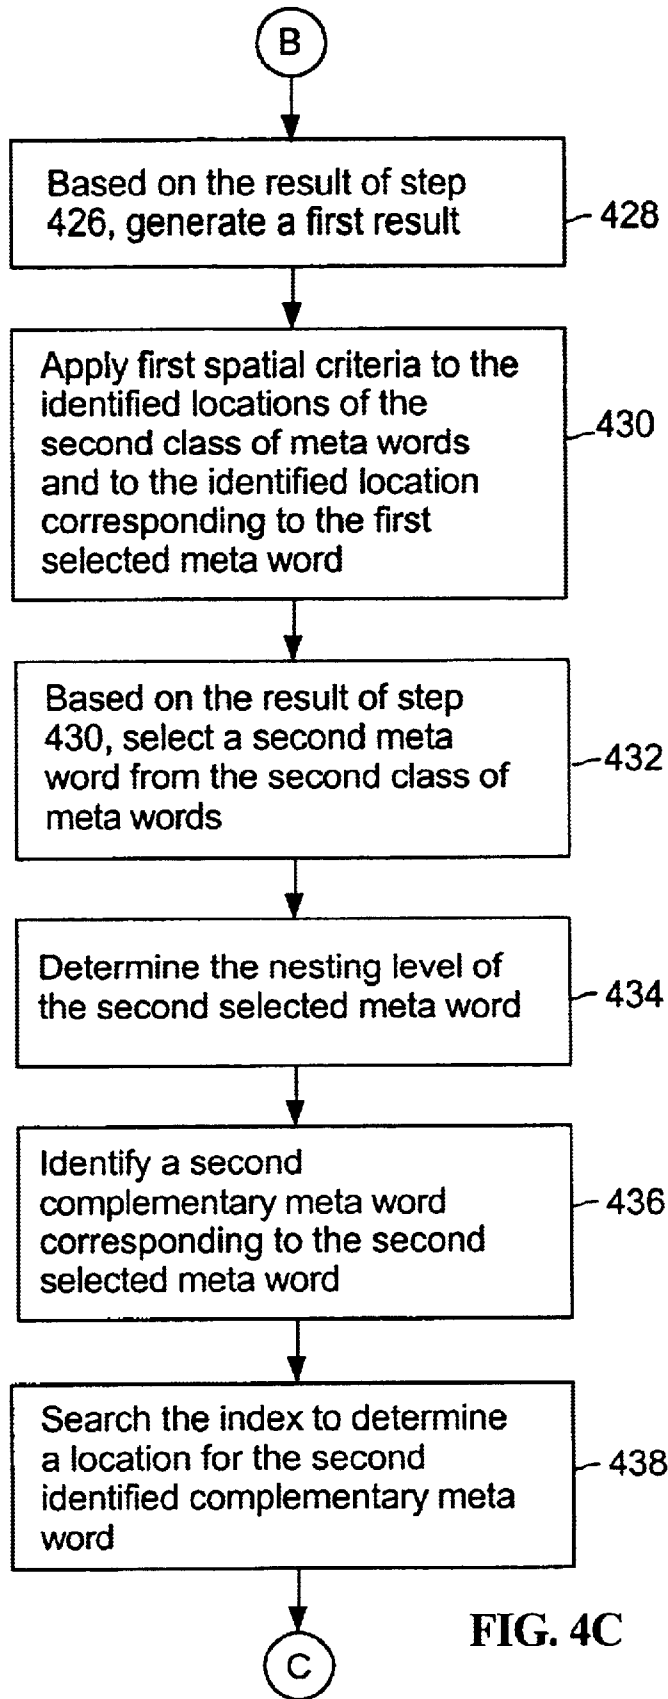 B
Based on the result of step
426, generate a first result
428
Apply first spatial criteria to the
identified locations of the
second class of meta words
and to the identified location
corresponding to the first
selected meta word
430
Based on the result of step
430, select a second meta
word from the second class of
meta words
432
Determine the nesting level of
the second selected meta word
434
Identify a second
complementary meta word
corresponding to the second
selected meta word
436
Search the index to determine
a location for the second
identified complementary meta
word
438
C
FIG. 4C